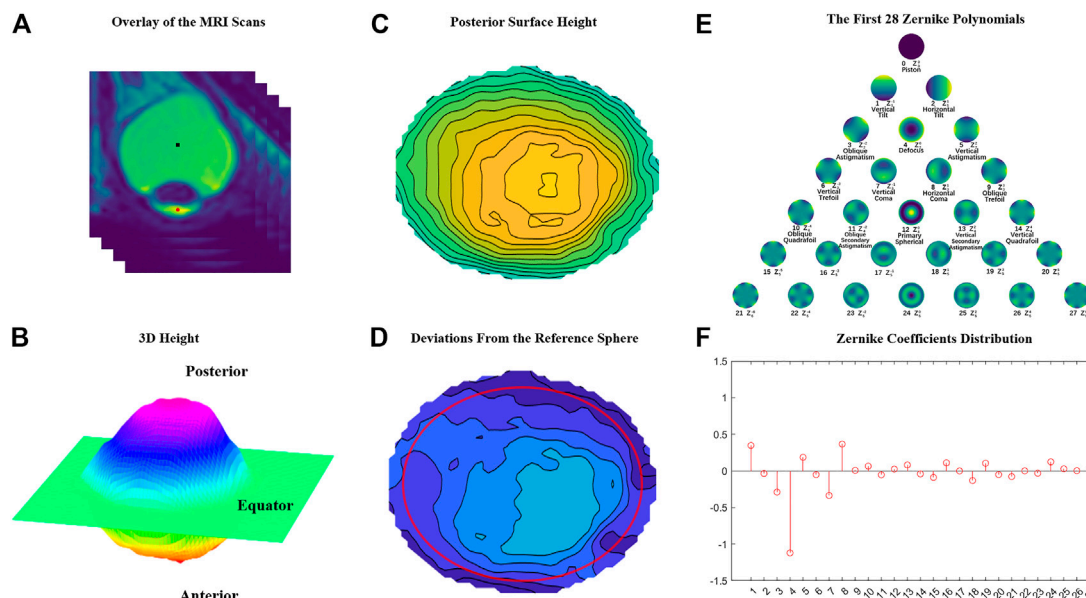 A
Overlay of the MRI Scans
B
3D Height
Posterior
Equator
Anterior
C
Posterior Surface Height
D
Deviations From the Reference Sphere
E
The First 28 Zernike Polynomials
0
Piston
1
2
Vertical
Tilt
Horizontal
Tilt
3
4
5
Oblique
Astigmatism
Defocus
Vertical
Astigmatism
6
7
8
9
Vertical
Trefoil
Vertical
Coma
Horizontal
Coma
Oblique
Trefoil
10
11
12
13
14
Oblique
Quadrafoil
Oblique
Secondary
Astigmatism
Primary
Spherical
Vertical
Secondary
Astigmatism
Vertical
Quadrafoil
15
16
17
18
19
20
21
22
23
24
25
26
27
F
Zernike Coefficients Distribution
1.5
1
0.5
0
-0.5
-1
-1.5
1 2 3 4 5 6 7 8 9 10 11 12 13 14 15 16 17 18 19 20 21 22 23 24 25 26